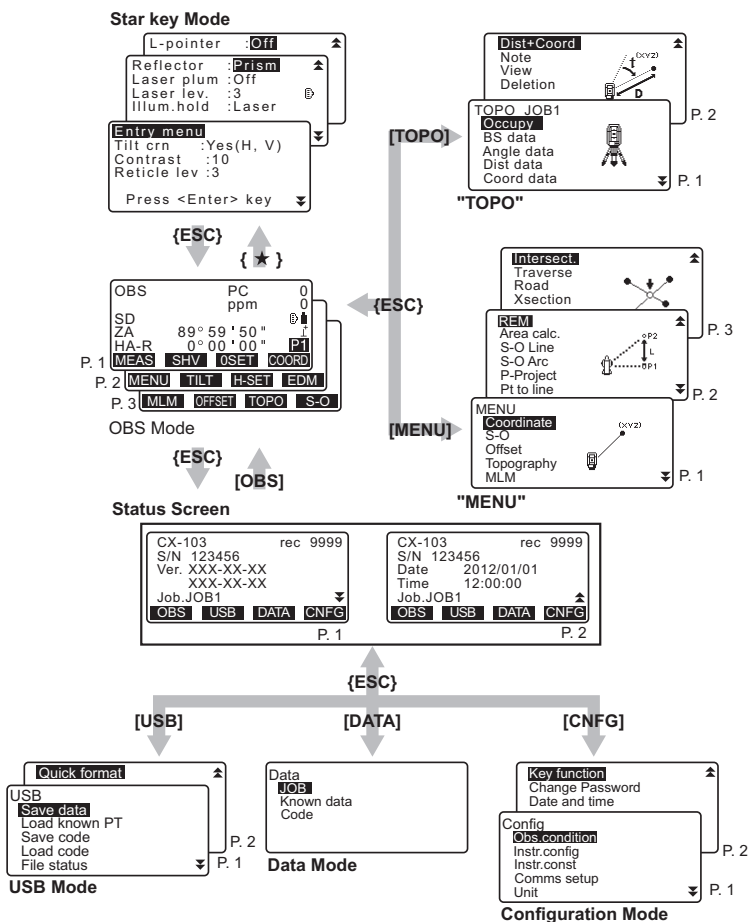 Star key Mode
L-pointer :Off
Reflector :Prism
Laser plum :Off
Laser lev. :3
Illum.hold :Laser
Entry menu
Tilt crn :Yes(H, V)
Contrast :10
Reticle lev :3
Press <Enter> key
{ESC}
{ ★ }
OBS PC 0
ppm 0
SD
ZA 89° 59 ' 50 "
HA-R 0° 00 ' 00 " P1
P. 1 MEAS SHV 0SET COORD
P. 2 MENU TILT H-SET EDM
P. 3 MLM OFFSET TOPO S-O
OBS Mode
{ESC}
[TOPO]
Dist+Coord
Note
View
Deletion
(XYZ)
t
D
P. 2
TOPO JOB1
Occupy
BS data
Angle data
Dist data
Coord data
P. 1
"TOPO"
[MENU]
Intersect.
Traverse
Road
Xsection
P. 3
REM
Area calc.
S-O Line
S-O Arc
P-Project
Pt to line
P2
L
P1
P. 2
MENU
Coordinate
S-O
Offset
Topography
MLM
(XYZ)
P. 1
"MENU"
{ESC}
[OBS]
Status Screen
CX-103 rec 9999
S/N 123456
Ver. XXX-XX-XX
XXX-XX-XX
Job.JOB1
OBS USB DATA CNFG
P. 1
CX-103 rec 9999
S/N 123456
Date 2012/01/01
Time 12:00:00
Job.JOB1
OBS USB DATA CNFG
P. 2
{ESC}
[USB]
[DATA]
[CNFG]
Quick format
P. 2
USB
Save data
Load known PT
Save code
Load code
File status
P. 1
USB Mode
Data
JOB
Known data
Code
Data Mode
Key function
Change Password
Date and time
P. 2
Config
Obs.condition
Instr.config
Instr.const
Comms setup
Unit
P. 1
Configuration Mode